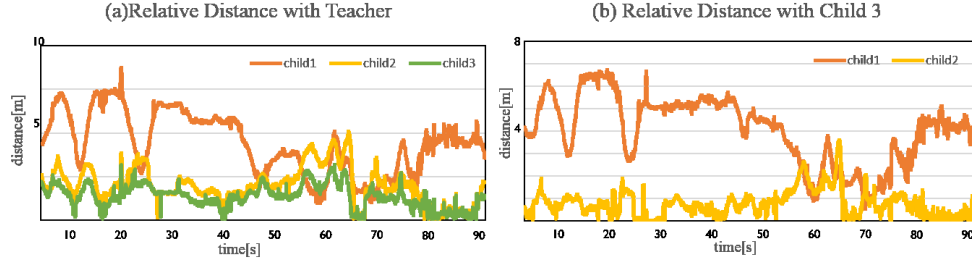 (a)Relative Distance with Teacher
10
child1 child2 child3
5
distance[m]
10 20 30 40 50 60 70 80 90
time[s]
(b) Relative Distance with Child 3
8
child1 child2
4
distance[m]
0
10 20 30 40 50 60 70 80 90
time[s]